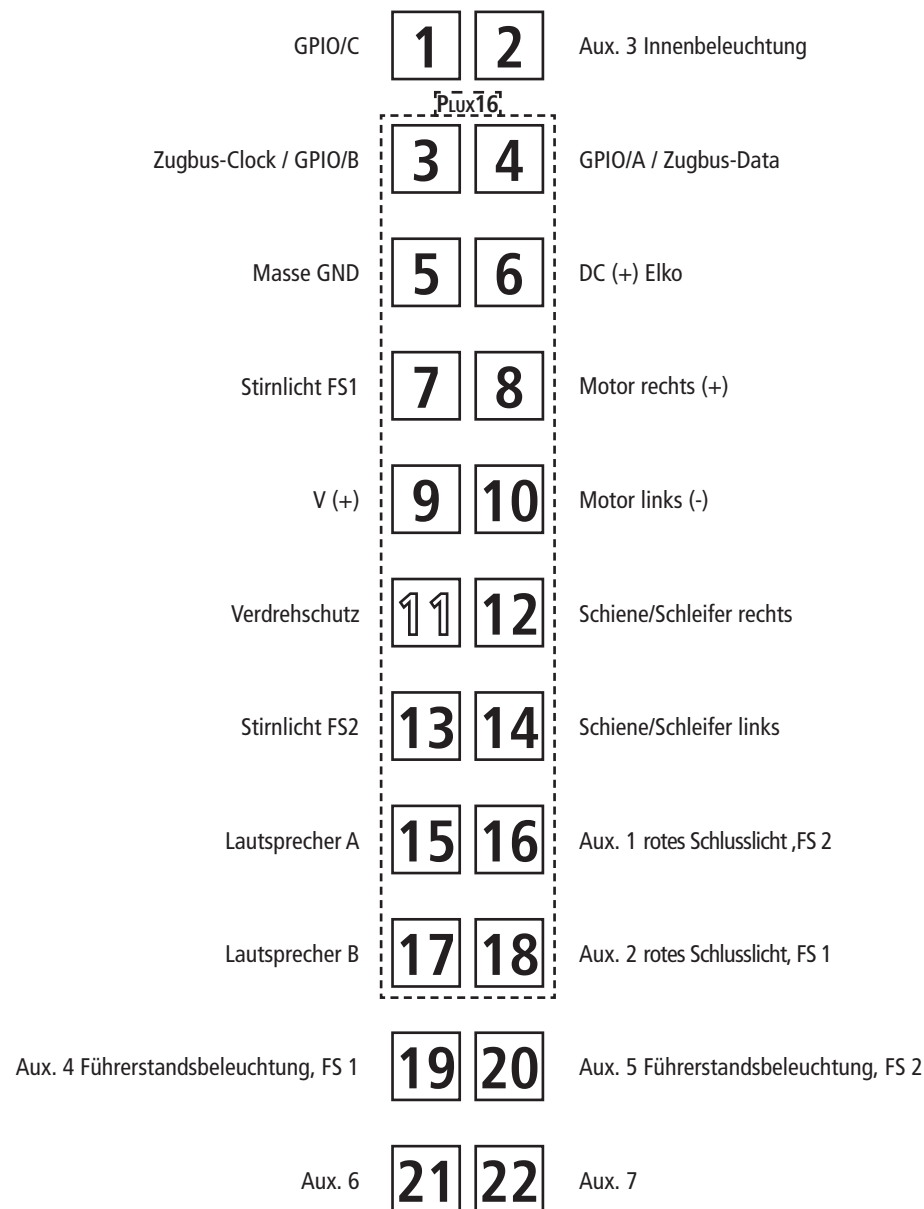 GPIO/C 1 2 Aux. 3 Innenbeleuchtung
PLUX16
Zugbus-Clock / GPIO/B 3 4 GPIO/A / Zugbus-Data
Masse GND 5 6 DC (+) Elko
Stirnlicht FS1 7 8 Motor rechts (+)
V (+) 9 10 Motor links (-)
Verdrehschutz 11 12 Schiene/Schleifer rechts
Stirnlicht FS2 13 14 Schiene/Schleifer links
Lautsprecher A 15 16 Aux. 1 rotes Schlusslicht ,FS 2
Lautsprecher B 17 18 Aux. 2 rotes Schlusslicht, FS 1
Aux. 4 Führerstandsbeleuchtung, FS 1 19 20 Aux. 5 Führerstandsbeleuchtung, FS 2
Aux. 6 21 22 Aux. 7